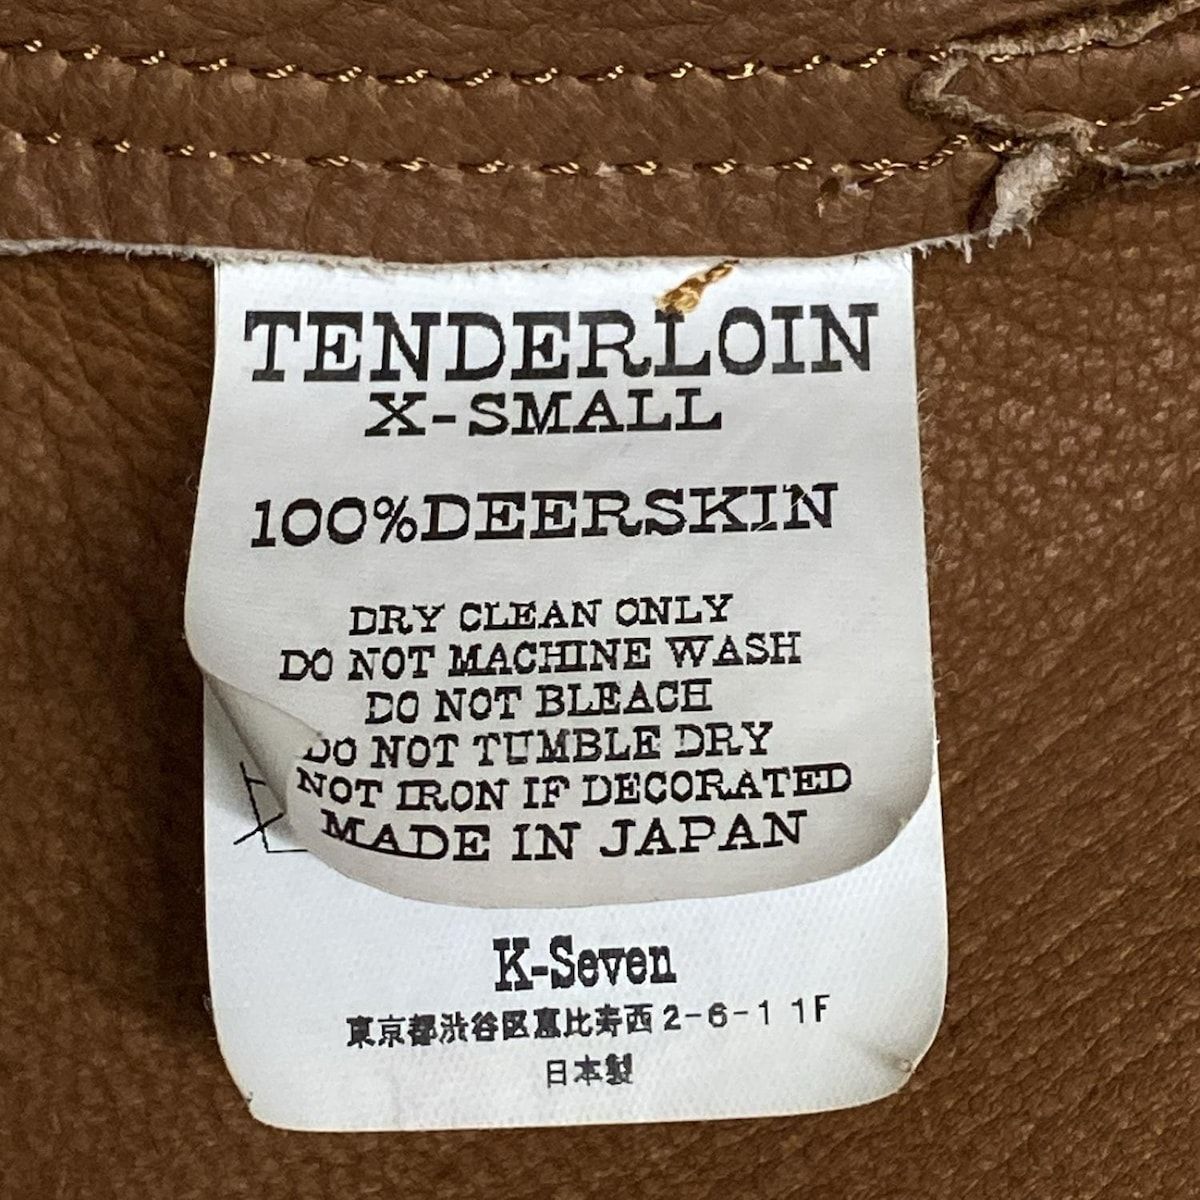 TENDERLOIN
X-SMALL
100%DEERSKIN
DRY CLEAN ONLY
DO NOT MACHINE WASH
DO NOT BLEACH
DO NOT TUMBLE DRY
NOT IRON IF DECORATED
MADE IN JAPAN
K-Seven
東京都渋谷区恵比寿西2-6-1 1F
日本製